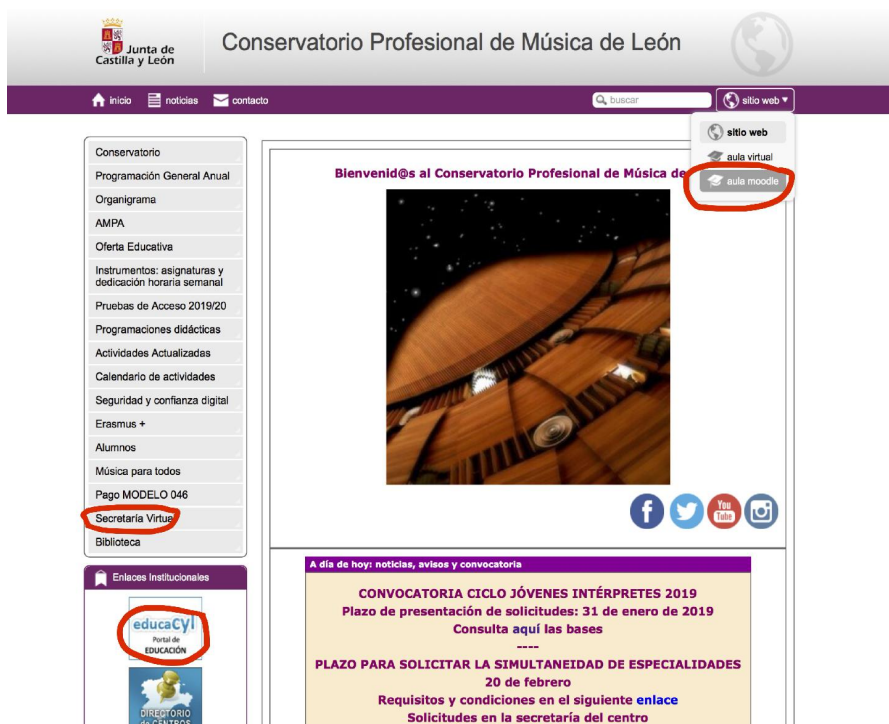 Junta de
Castilla y León
Conservatorio Profesional de Música de León
inicio
noticias
contacto
buscar
sitio web ▼
sitio web
aula virtual
aula moodle
Conservatorio
Programación General Anual
Organigrama
AMPA
Oferta Educativa
Instrumentos: asignaturas y
dedicación horaria semanal
Pruebas de Acceso 2019/20
Programaciones didácticas
Actividades Actualizadas
Calendario de actividades
Seguridad y confianza digital
Erasmus +
Alumnos
Música para todos
Pago MODELO 046
Secretaría Virtual
Biblioteca
Enlaces Institucionales
educaCyl
Portal de
EDUCACIÓN
DIRECTORIO
de CENTROS
Bienvenid@s al Conservatorio Profesional de Música de
f
You
Tube
A día de hoy: noticias, avisos y convocatoria
CONVOCATORIA CICLO JÓVENES INTÉRPRETES 2019
Plazo de presentación de solicitudes: 31 de enero de 2019
Consulta aquí las bases
----
PLAZO PARA SOLICITAR LA SIMULTANEIDAD DE ESPECIALIDADES
20 de febrero
Requisitos y condiciones en el siguiente enlace
Solicitudes en la secretaría del centro